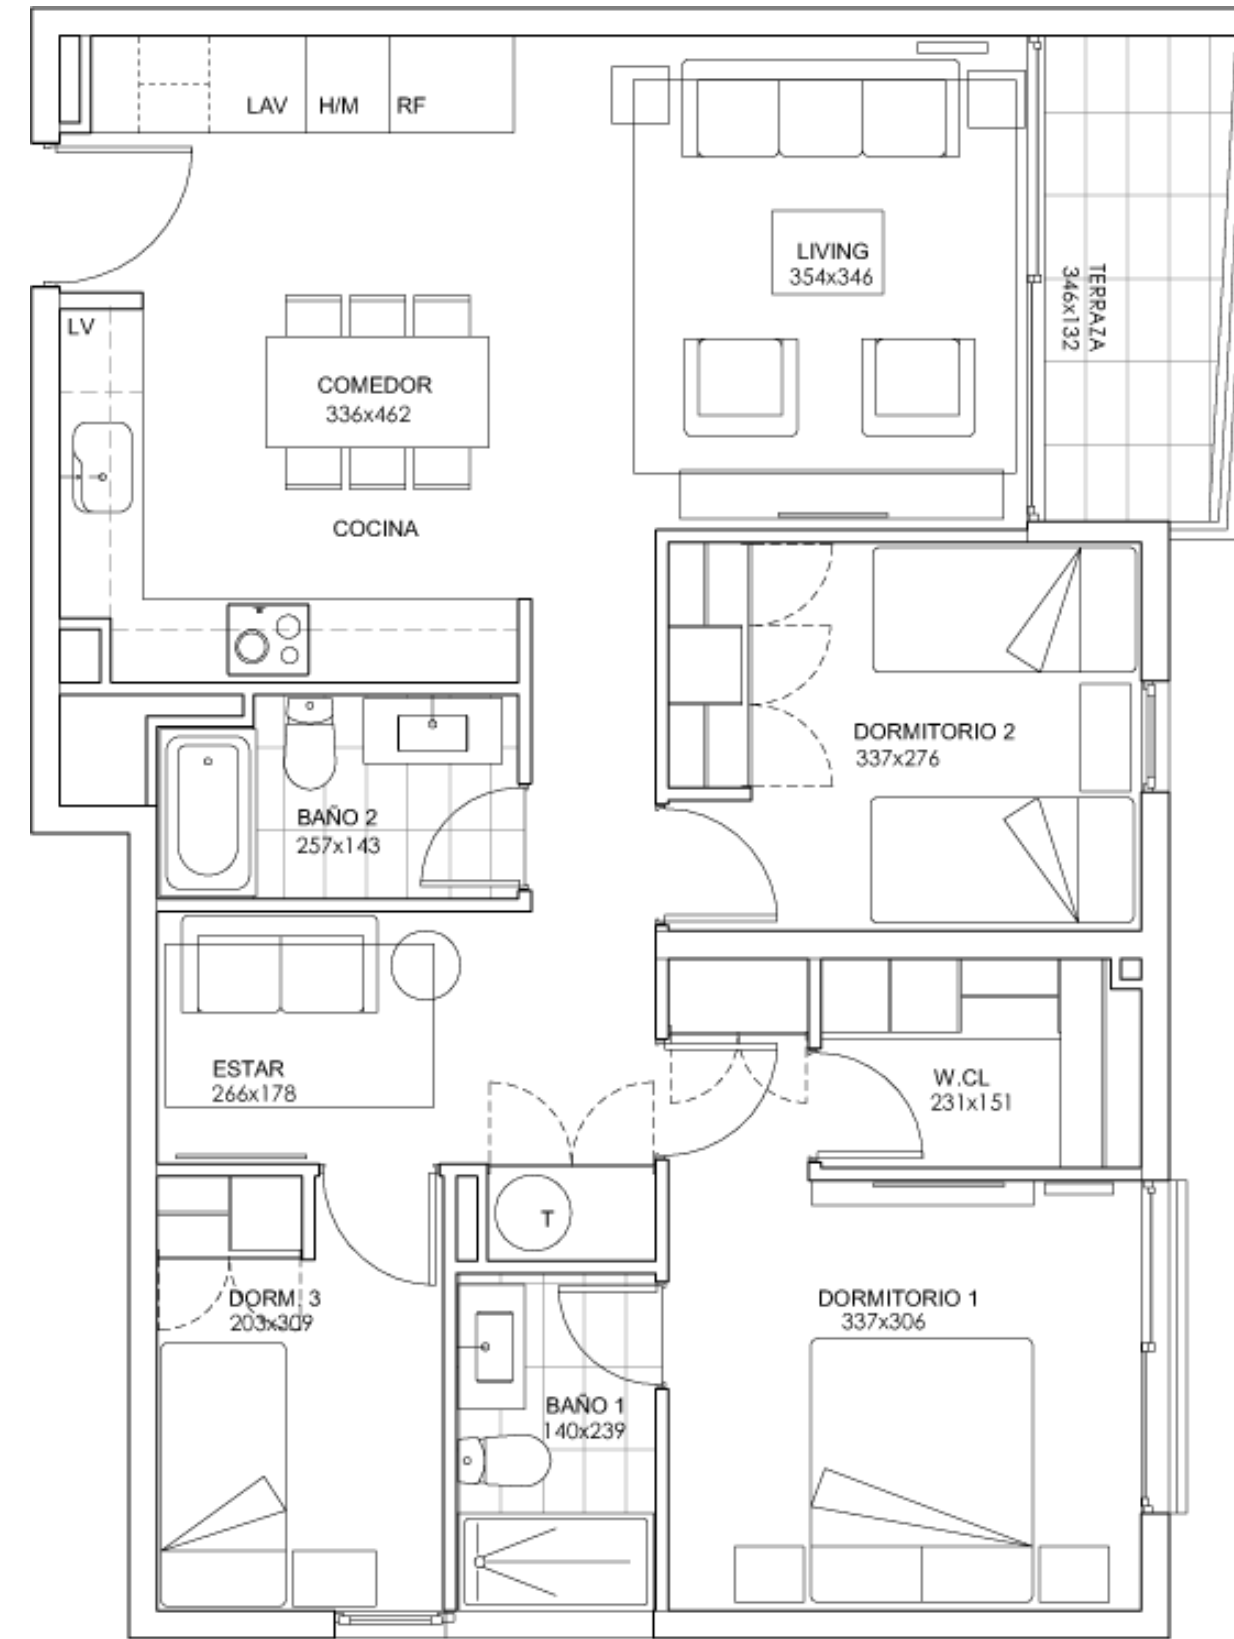 LAV H/M RF
LIVING
354x346
TERRAZA
346x132
LV
COMEDOR
336x462
COCINA
DORMITORIO 2
337x276
BAÑO 2
257x143
ESTAR
266x178
W.CL
231x151
T
DORM. 3
203x309
DORMITORIO 1
337x306
BAÑO 1
140x239